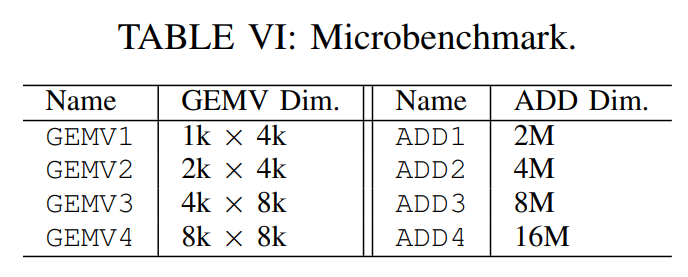 TABLE VI: Microbenchmark.
Name GEMV Dim. Name ADD Dim.
GEMV1 1k × 4k ADD1 2M
GEMV2 2k × 4k ADD2 4M
GEMV3 4k × 8k ADD3 8M
GEMV4 8k × 8k ADD4 16M